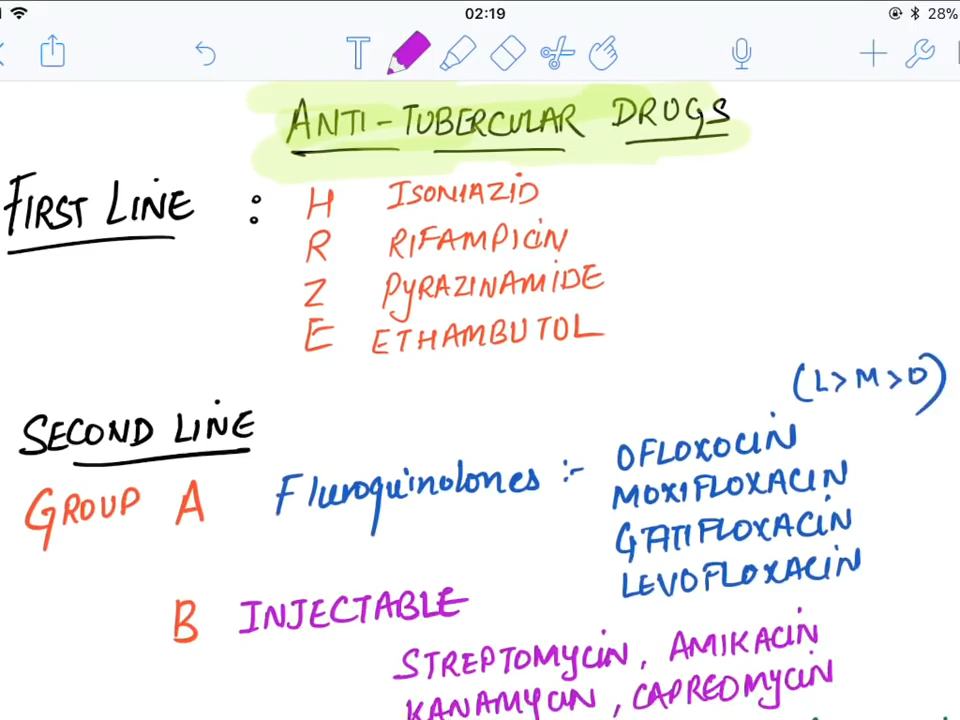 02:19
28%
T
ANTI-TUBERCULAR DRUGS
FIRST LINE : H ISONIAZID
R RIFAMPICIN
Z PYRAZINAMIDE
E ETHAMBUTOL
(L>M>O)
SECOND LINE
GROUP A Fluroquinolones :- OFLOXOCIN
MOXIFLOXACIN
GATIFLOXACIN
LEVOFLOXACIN
B INJECTABLE
STREPTOMYCIN, AMIKACIN
KANAMYCIN, CAPREOMYCIN